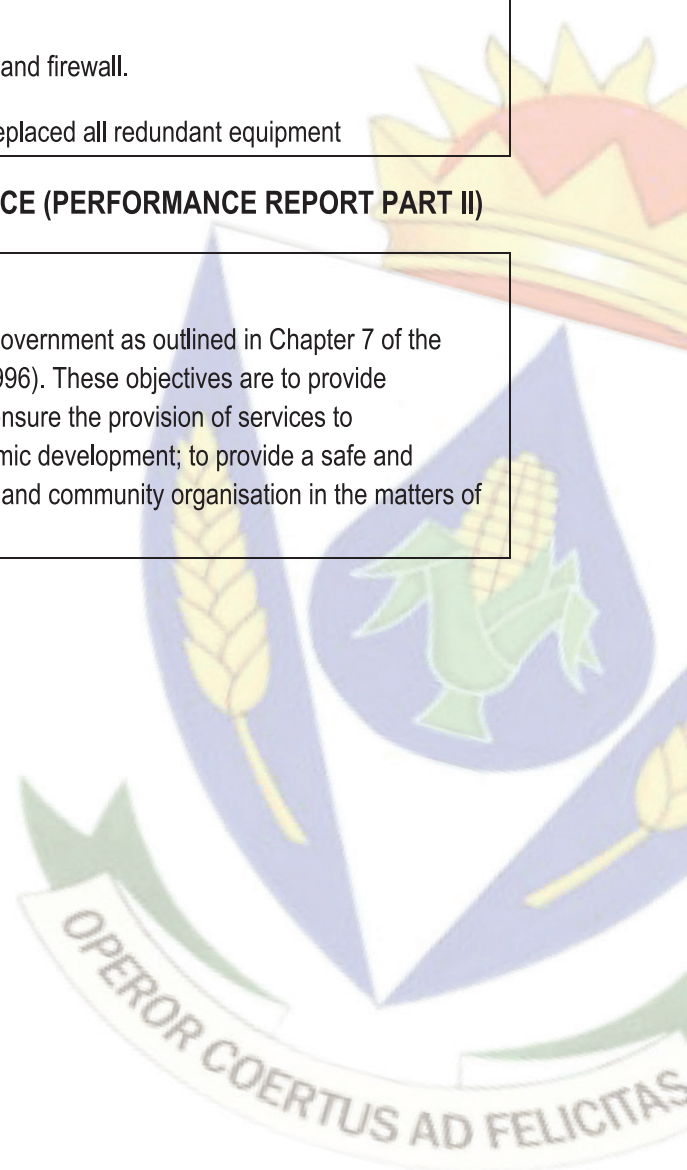 and firewall.
eplaced all redundant equipment
CE (PERFORMANCE REPORT PART II)
overnment as outlined in Chapter 7 of the
996). These objectives are to provide
nsure the provision of services to
mic development; to provide a safe and
and community organisation in the matters of
OPEROR COERTUS AD FELICITAS